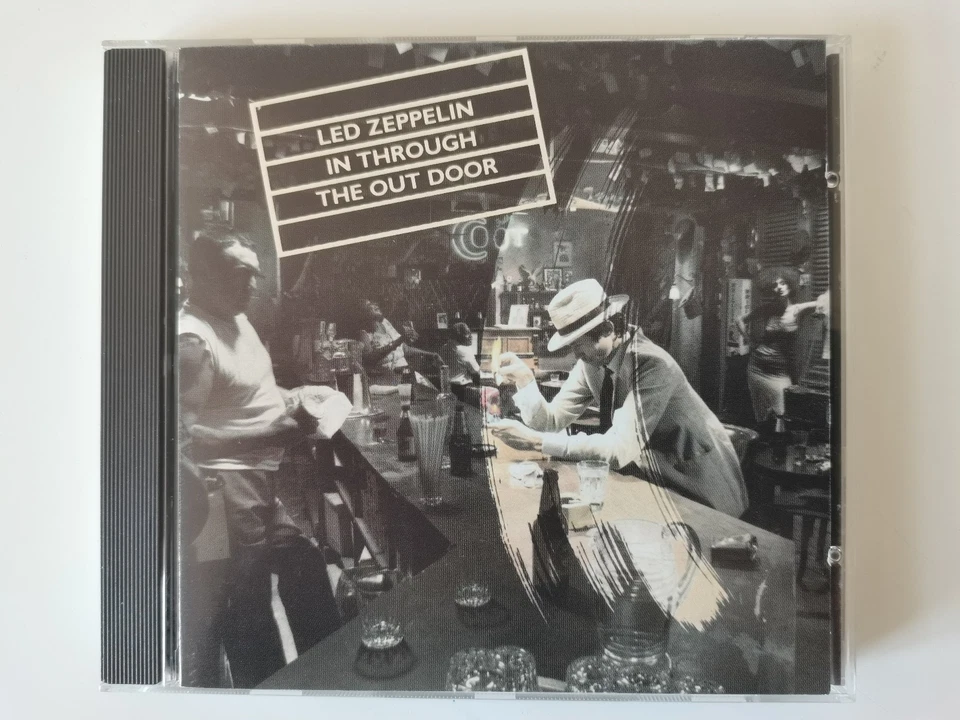 LED ZEPPELIN
IN THROUGH
THE OUT DOOR